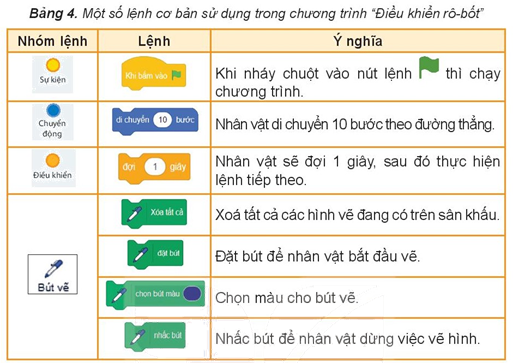 Bảng 4. Một số lệnh cơ bản sử dụng trong chương trình “Điều khiển rô-bốt”
Nhóm lệnh Lệnh Ý nghĩa
Sự kiện
Khi bấm vào
Khi nháy chuột vào nút lệnh thì chạy
chương trình.
Chuyển
động
di chuyển 10 bước
Nhân vật di chuyển 10 bước theo đường thẳng.
Điều khiển
đợi 1 giây
Nhân vật sẽ đợi 1 giây, sau đó thực hiện
lệnh tiếp theo.
Bút vẽ
Xóa tất cả
Xoá tất cả các hình vẽ đang có trên sân khấu.
đặt bút
Đặt bút để nhân vật bắt đầu vẽ.
chọn bút màu
Chọn màu cho bút vẽ.
nhấc bút
Nhấc bút để nhân vật dừng việc vẽ hình.